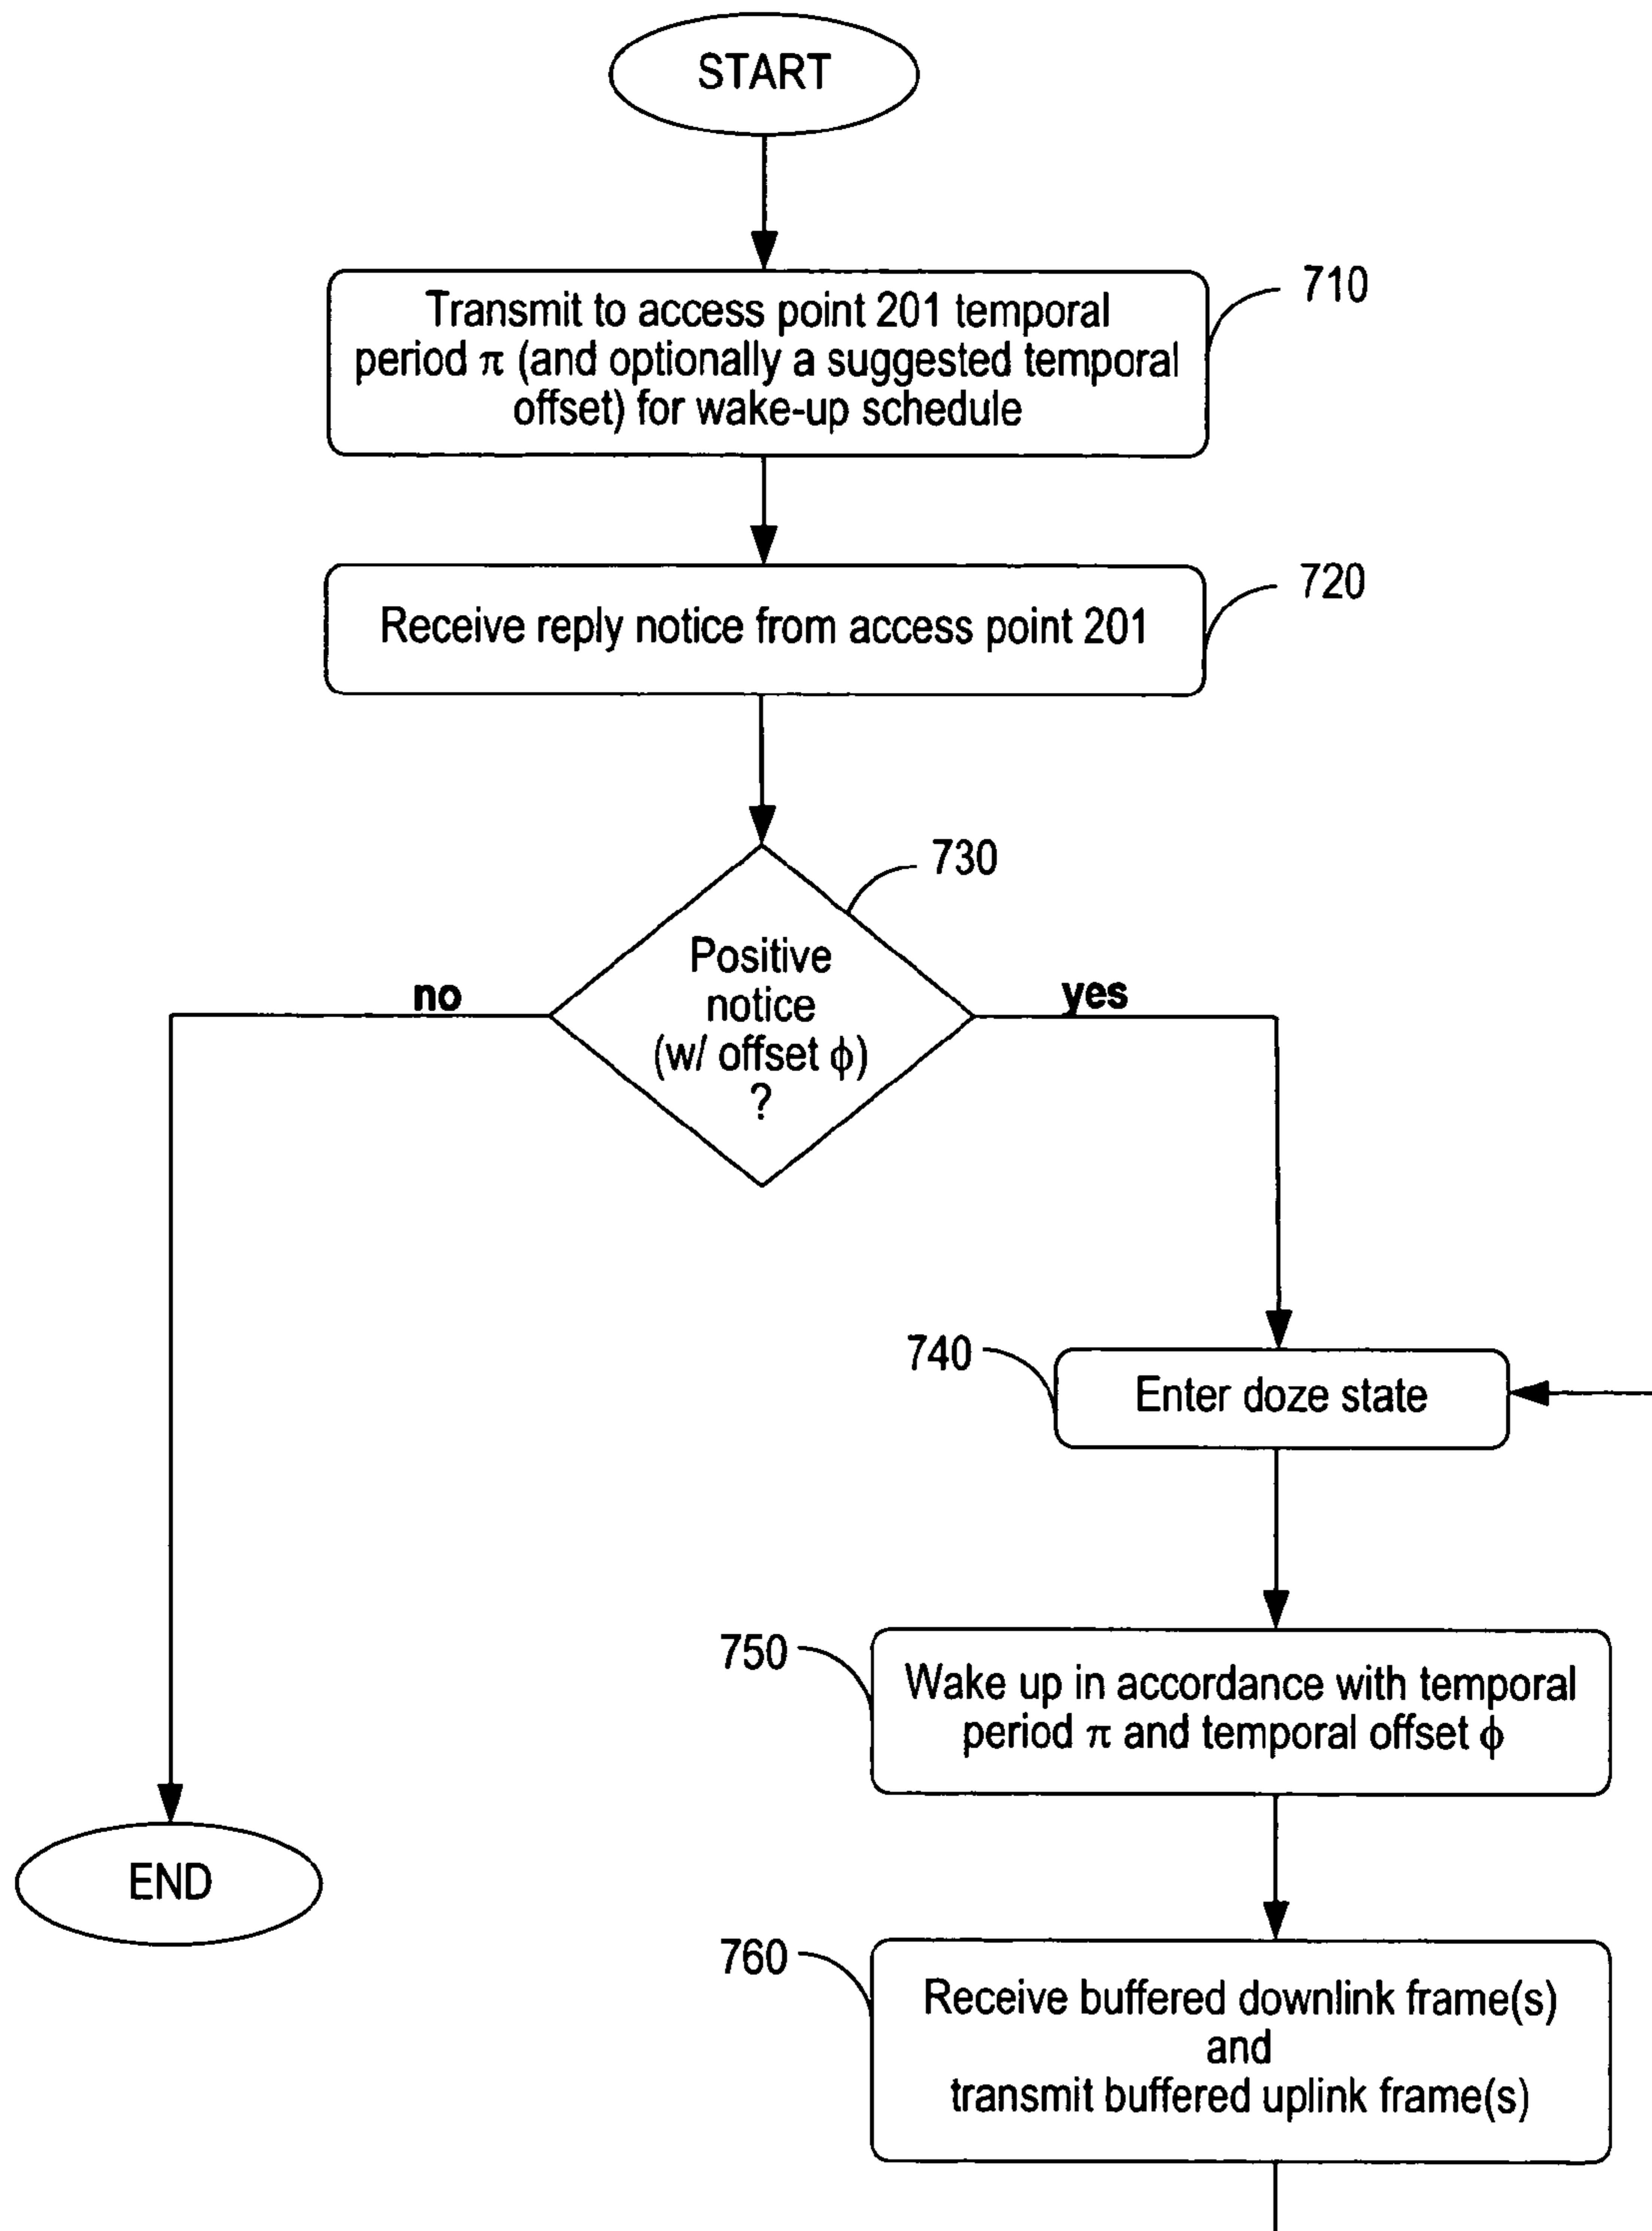 START
Transmit to access point 201 temporal
period π (and optionally a suggested temporal
offset) for wake-up schedule
710
Receive reply notice from access point 201
720
730
Positive
notice
(w/ offset ϕ)
?
no
yes
740
Enter doze state
750
Wake up in accordance with temporal
period π and temporal offset ϕ
END
760
Receive buffered downlink frame(s)
and
transmit buffered uplink frame(s)